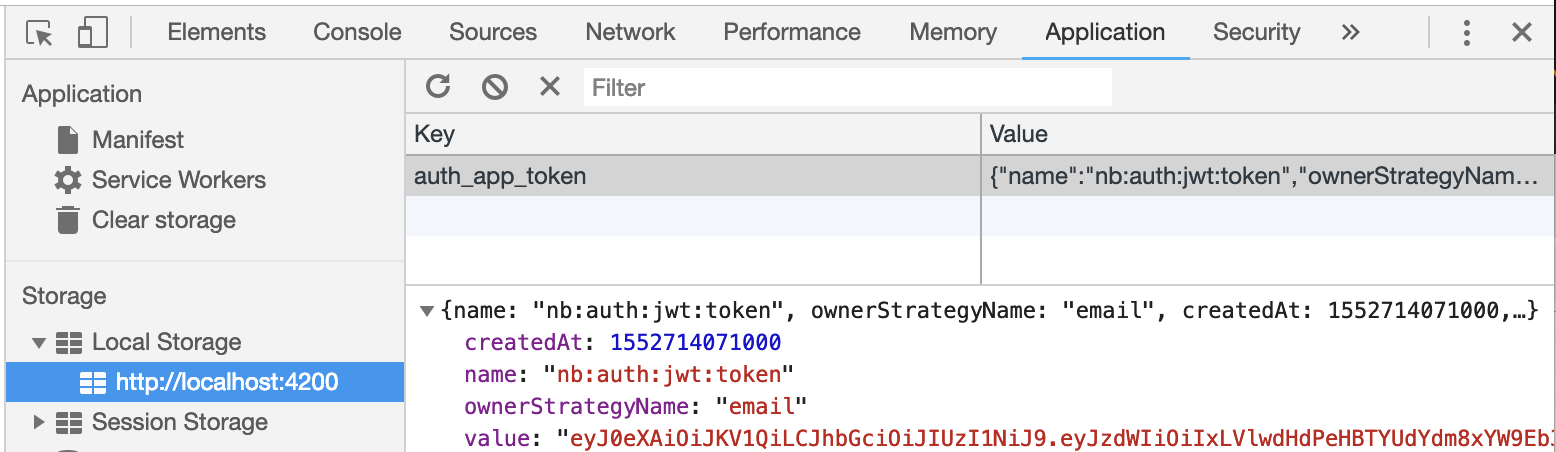 Elements Console Sources Network Performance Memory Application Security »
Application
Manifest
Service Workers
Clear storage
Storage
Local Storage
http://localhost:4200
Session Storage
Filter
Key Value
auth_app_token {"name":"nb:auth:jwt:token","ownerStrategyNam…
{name: "nb:auth:jwt:token", ownerStrategyName: "email", createdAt: 1552714071000,…}
createdAt: 1552714071000
name: "nb:auth:jwt:token"
ownerStrategyName: "email"
value: "eyJ0eXAiOiJKV1QiLCJhbGciOiJIUzI1NiJ9.eyJzdWIiOiIxLVlwdHdPeHBTYUdYdm8xYW9Eb